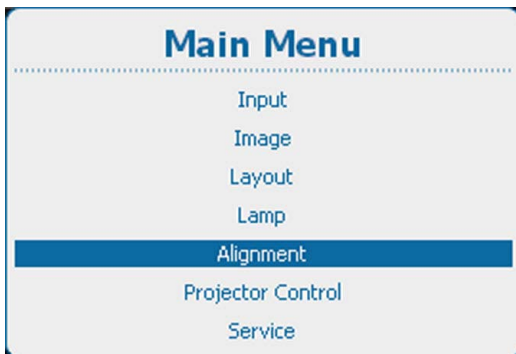 Main Menu
Input
Image
Layout
Lamp
Alignment
Projector Control
Service